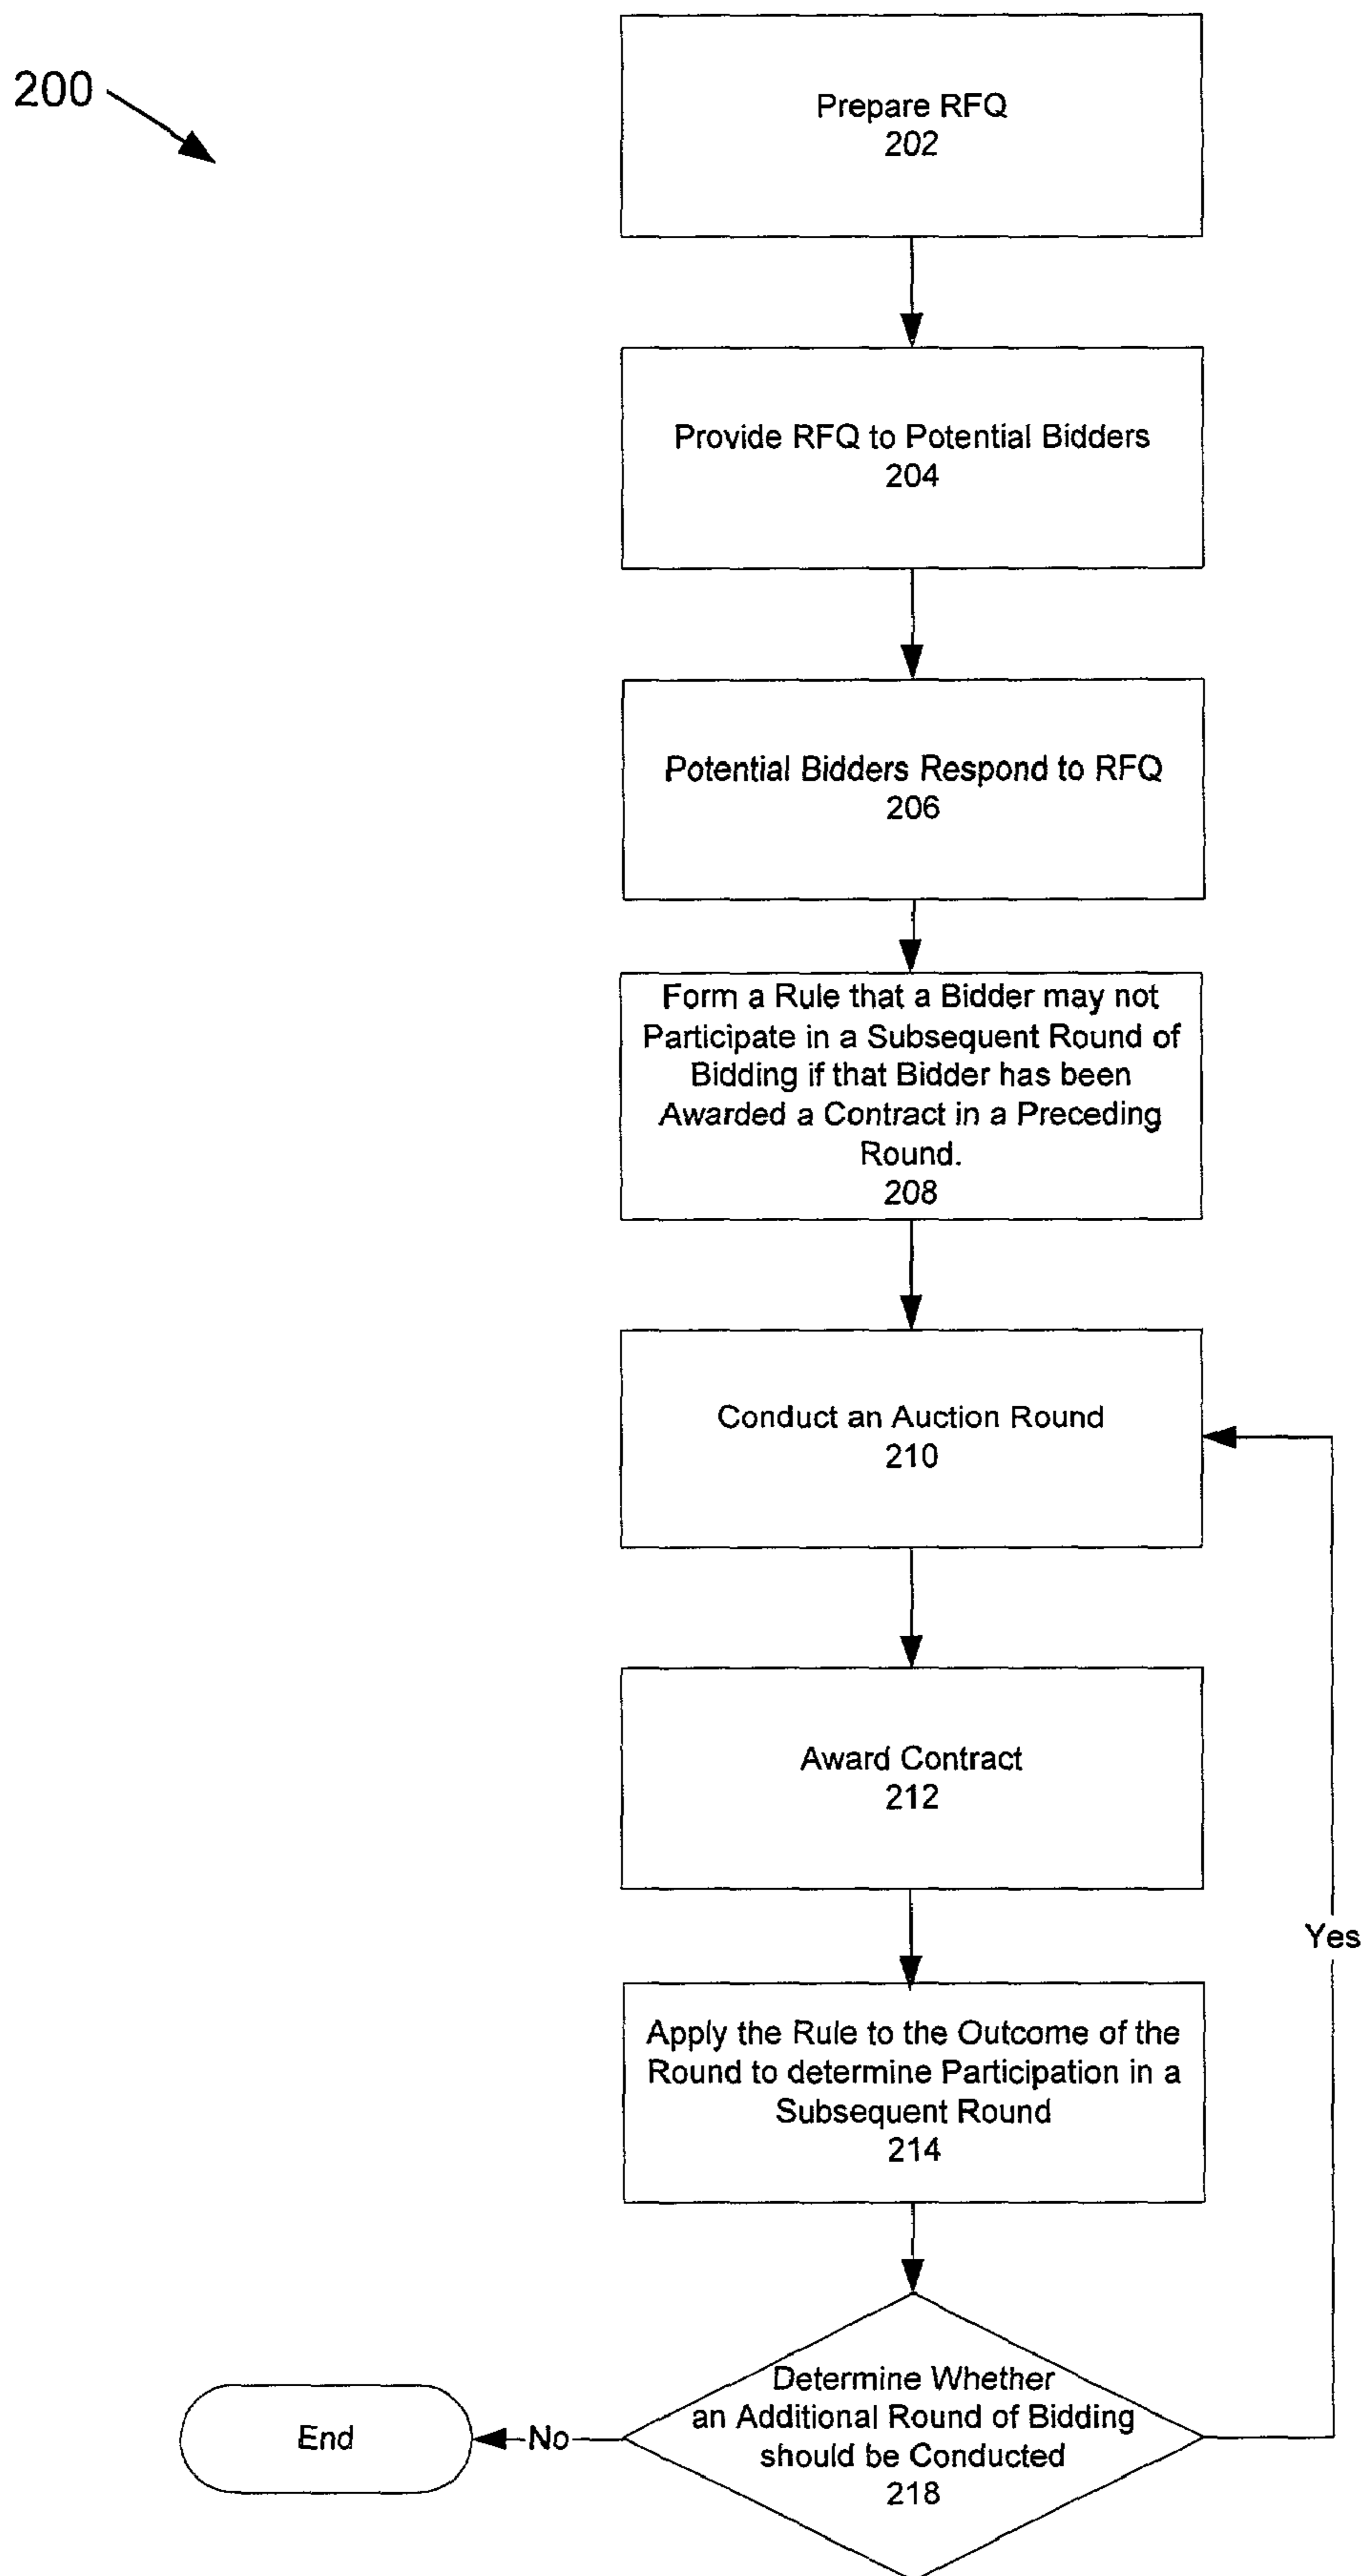 200
Prepare RFQ
202
Provide RFQ to Potential Bidders
204
Potential Bidders Respond to RFQ
206
Form a Rule that a Bidder may not
Participate in a Subsequent Round of
Bidding if that Bidder has been
Awarded a Contract in a Preceding
Round.
208
Conduct an Auction Round
210
Award Contract
212
Yes
Apply the Rule to the Outcome of the
Round to determine Participation in a
Subsequent Round
214
Determine Whether
an Additional Round of Bidding
should be Conducted
218
No
End